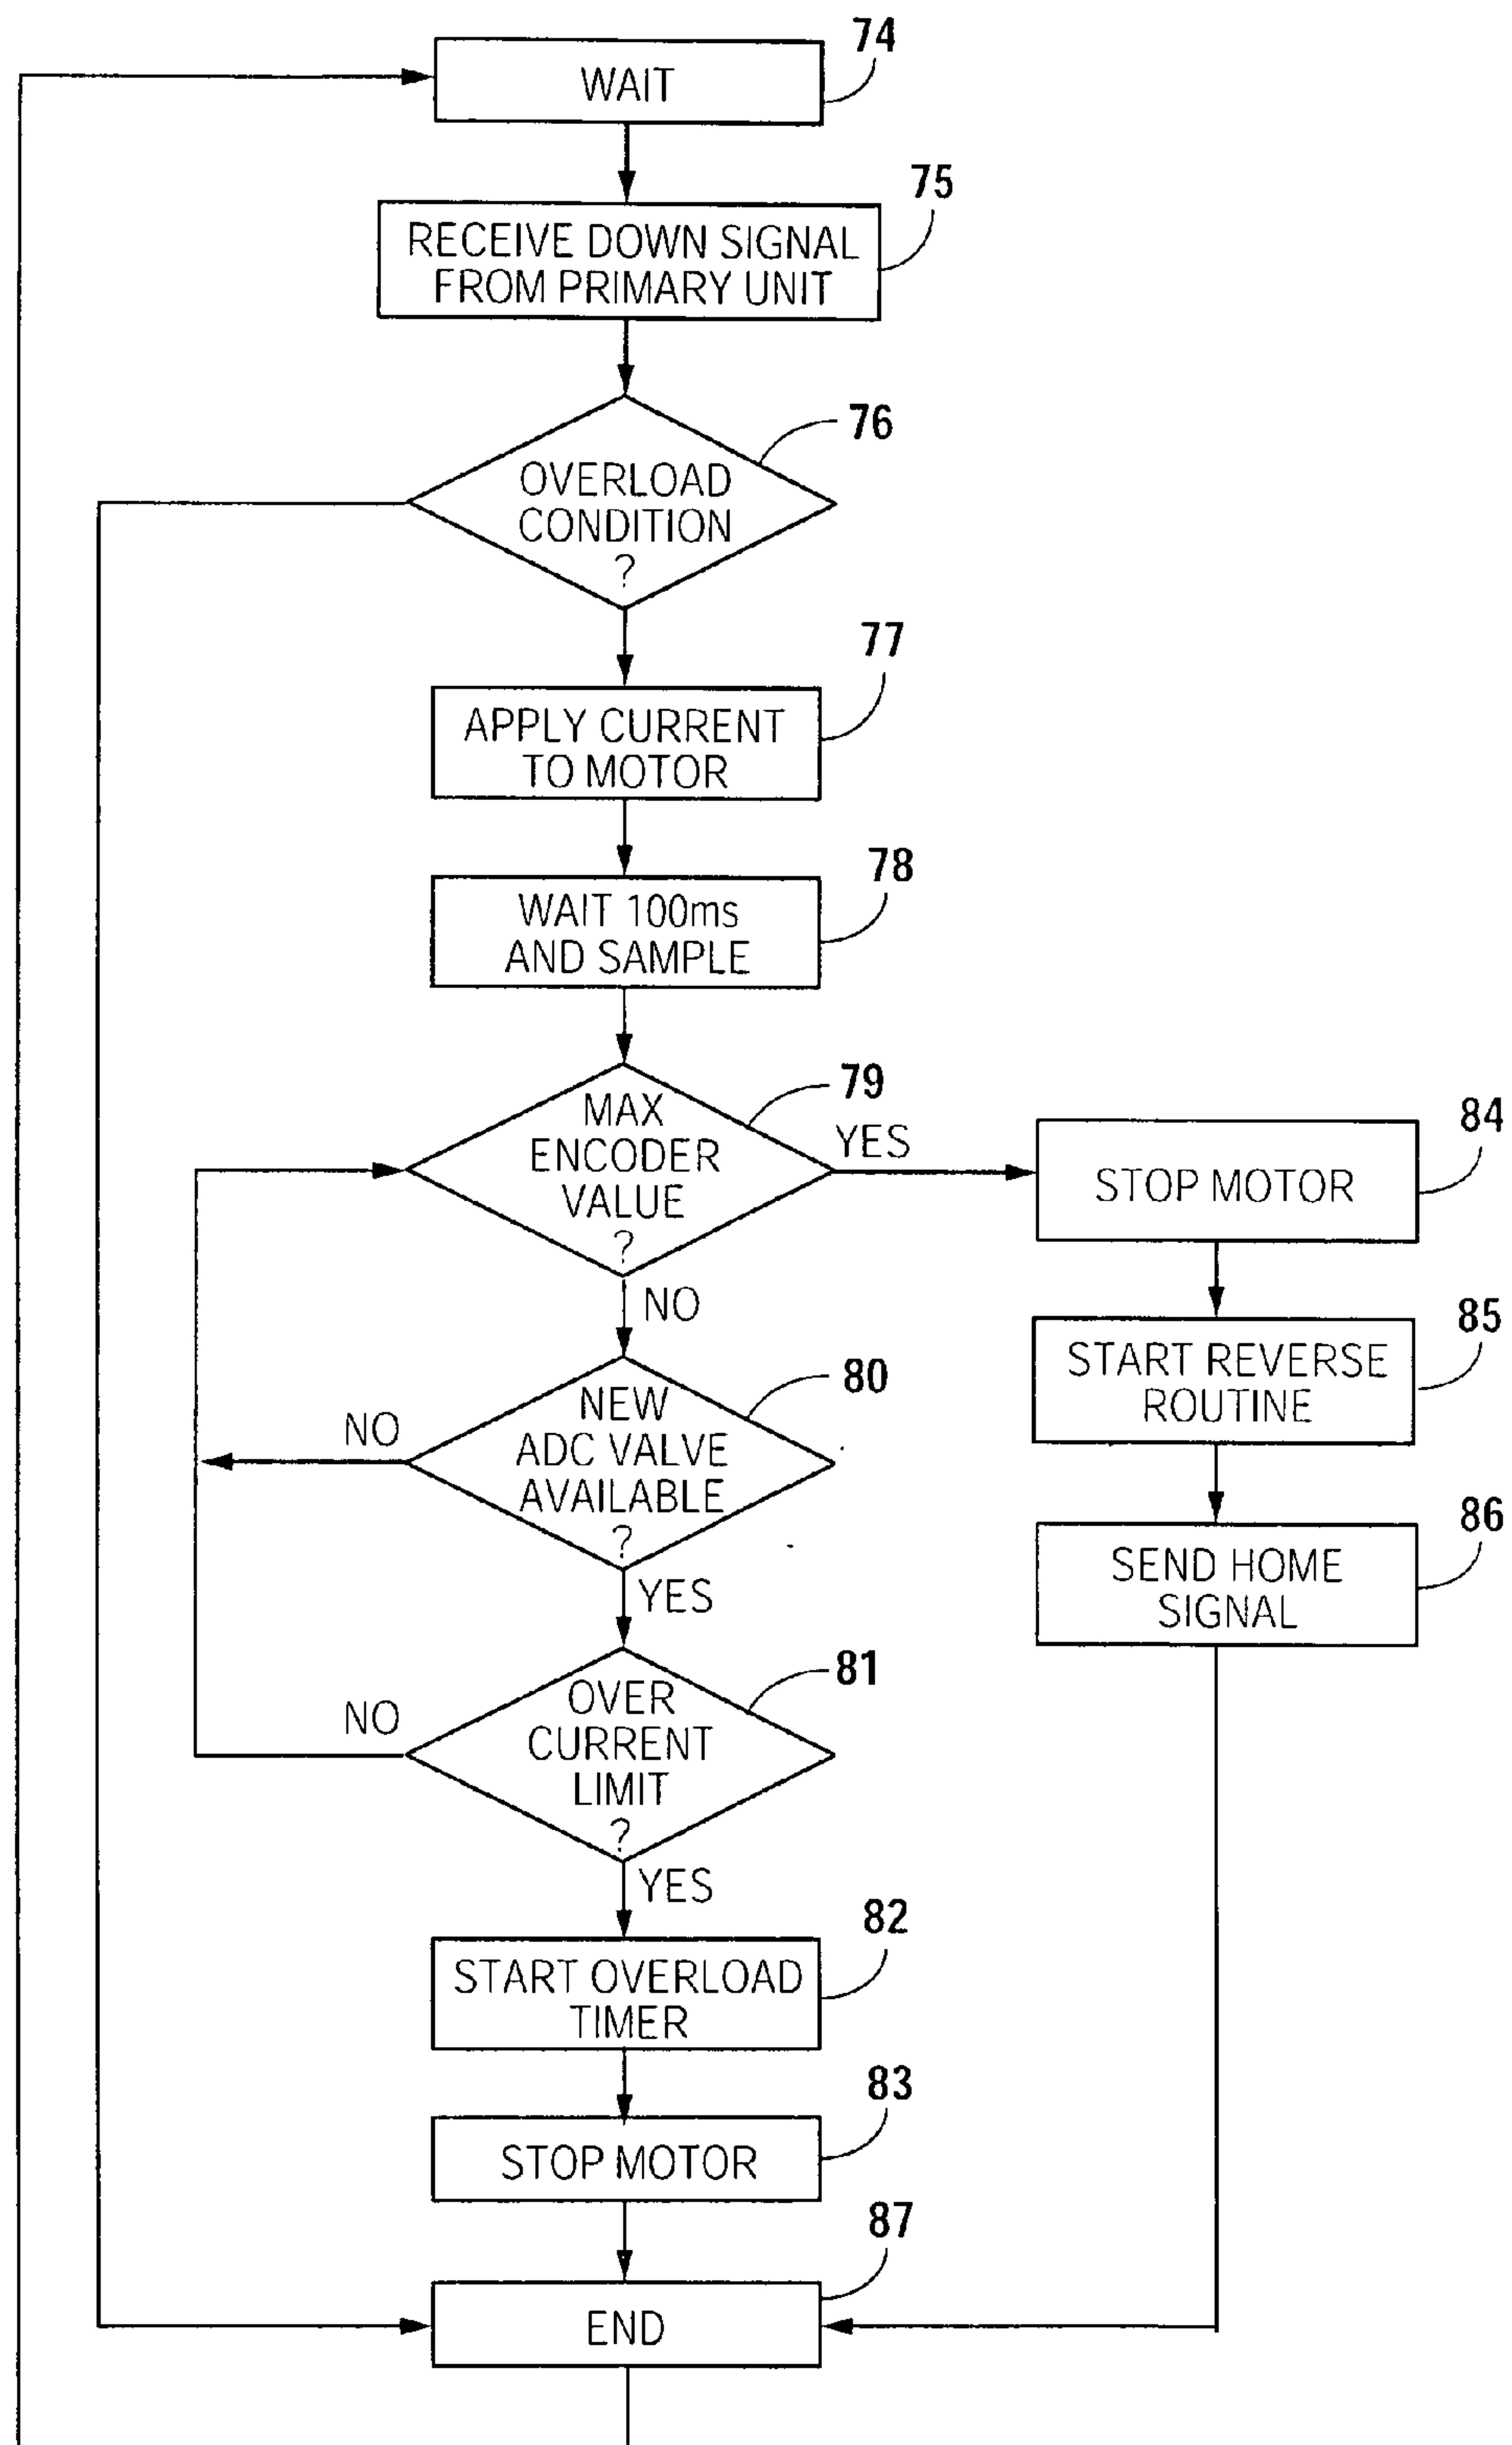 74
WAIT
75
RECEIVE DOWN SIGNAL
FROM PRIMARY UNIT
76
OVERLOAD
CONDITION
?
77
APPLY CURRENT
TO MOTOR
78
WAIT 100ms
AND SAMPLE
79
MAX
ENCODER
VALUE
?
YES
84
STOP MOTOR
NO
85
START REVERSE
ROUTINE
80
NEW
ADC VALVE
AVAILABLE
?
NO
YES
86
SEND HOME
SIGNAL
81
OVER
CURRENT
LIMIT
?
NO
YES
82
START OVERLOAD
TIMER
83
STOP MOTOR
87
END